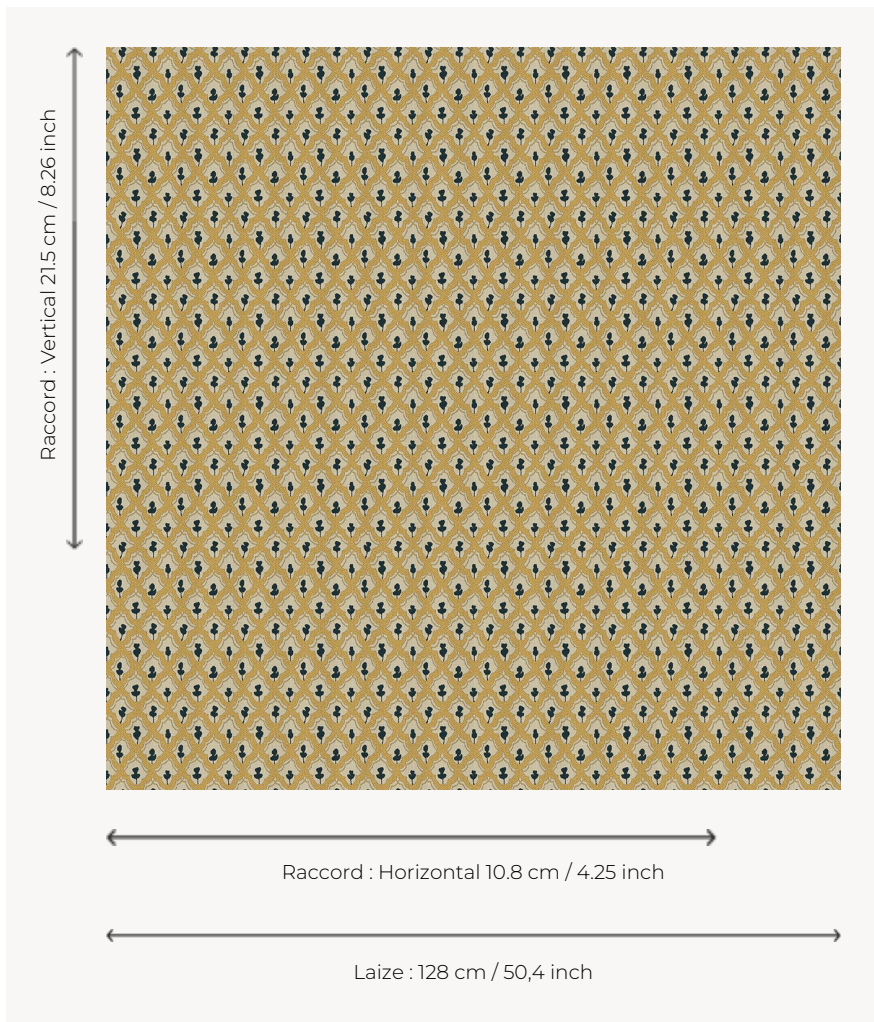 Raccord : Vertical 21.5 cm / 8.26 inch
Raccord : Horizontal 10.8 cm / 4.25 inch
Laize : 128 cm / 50,4 inch